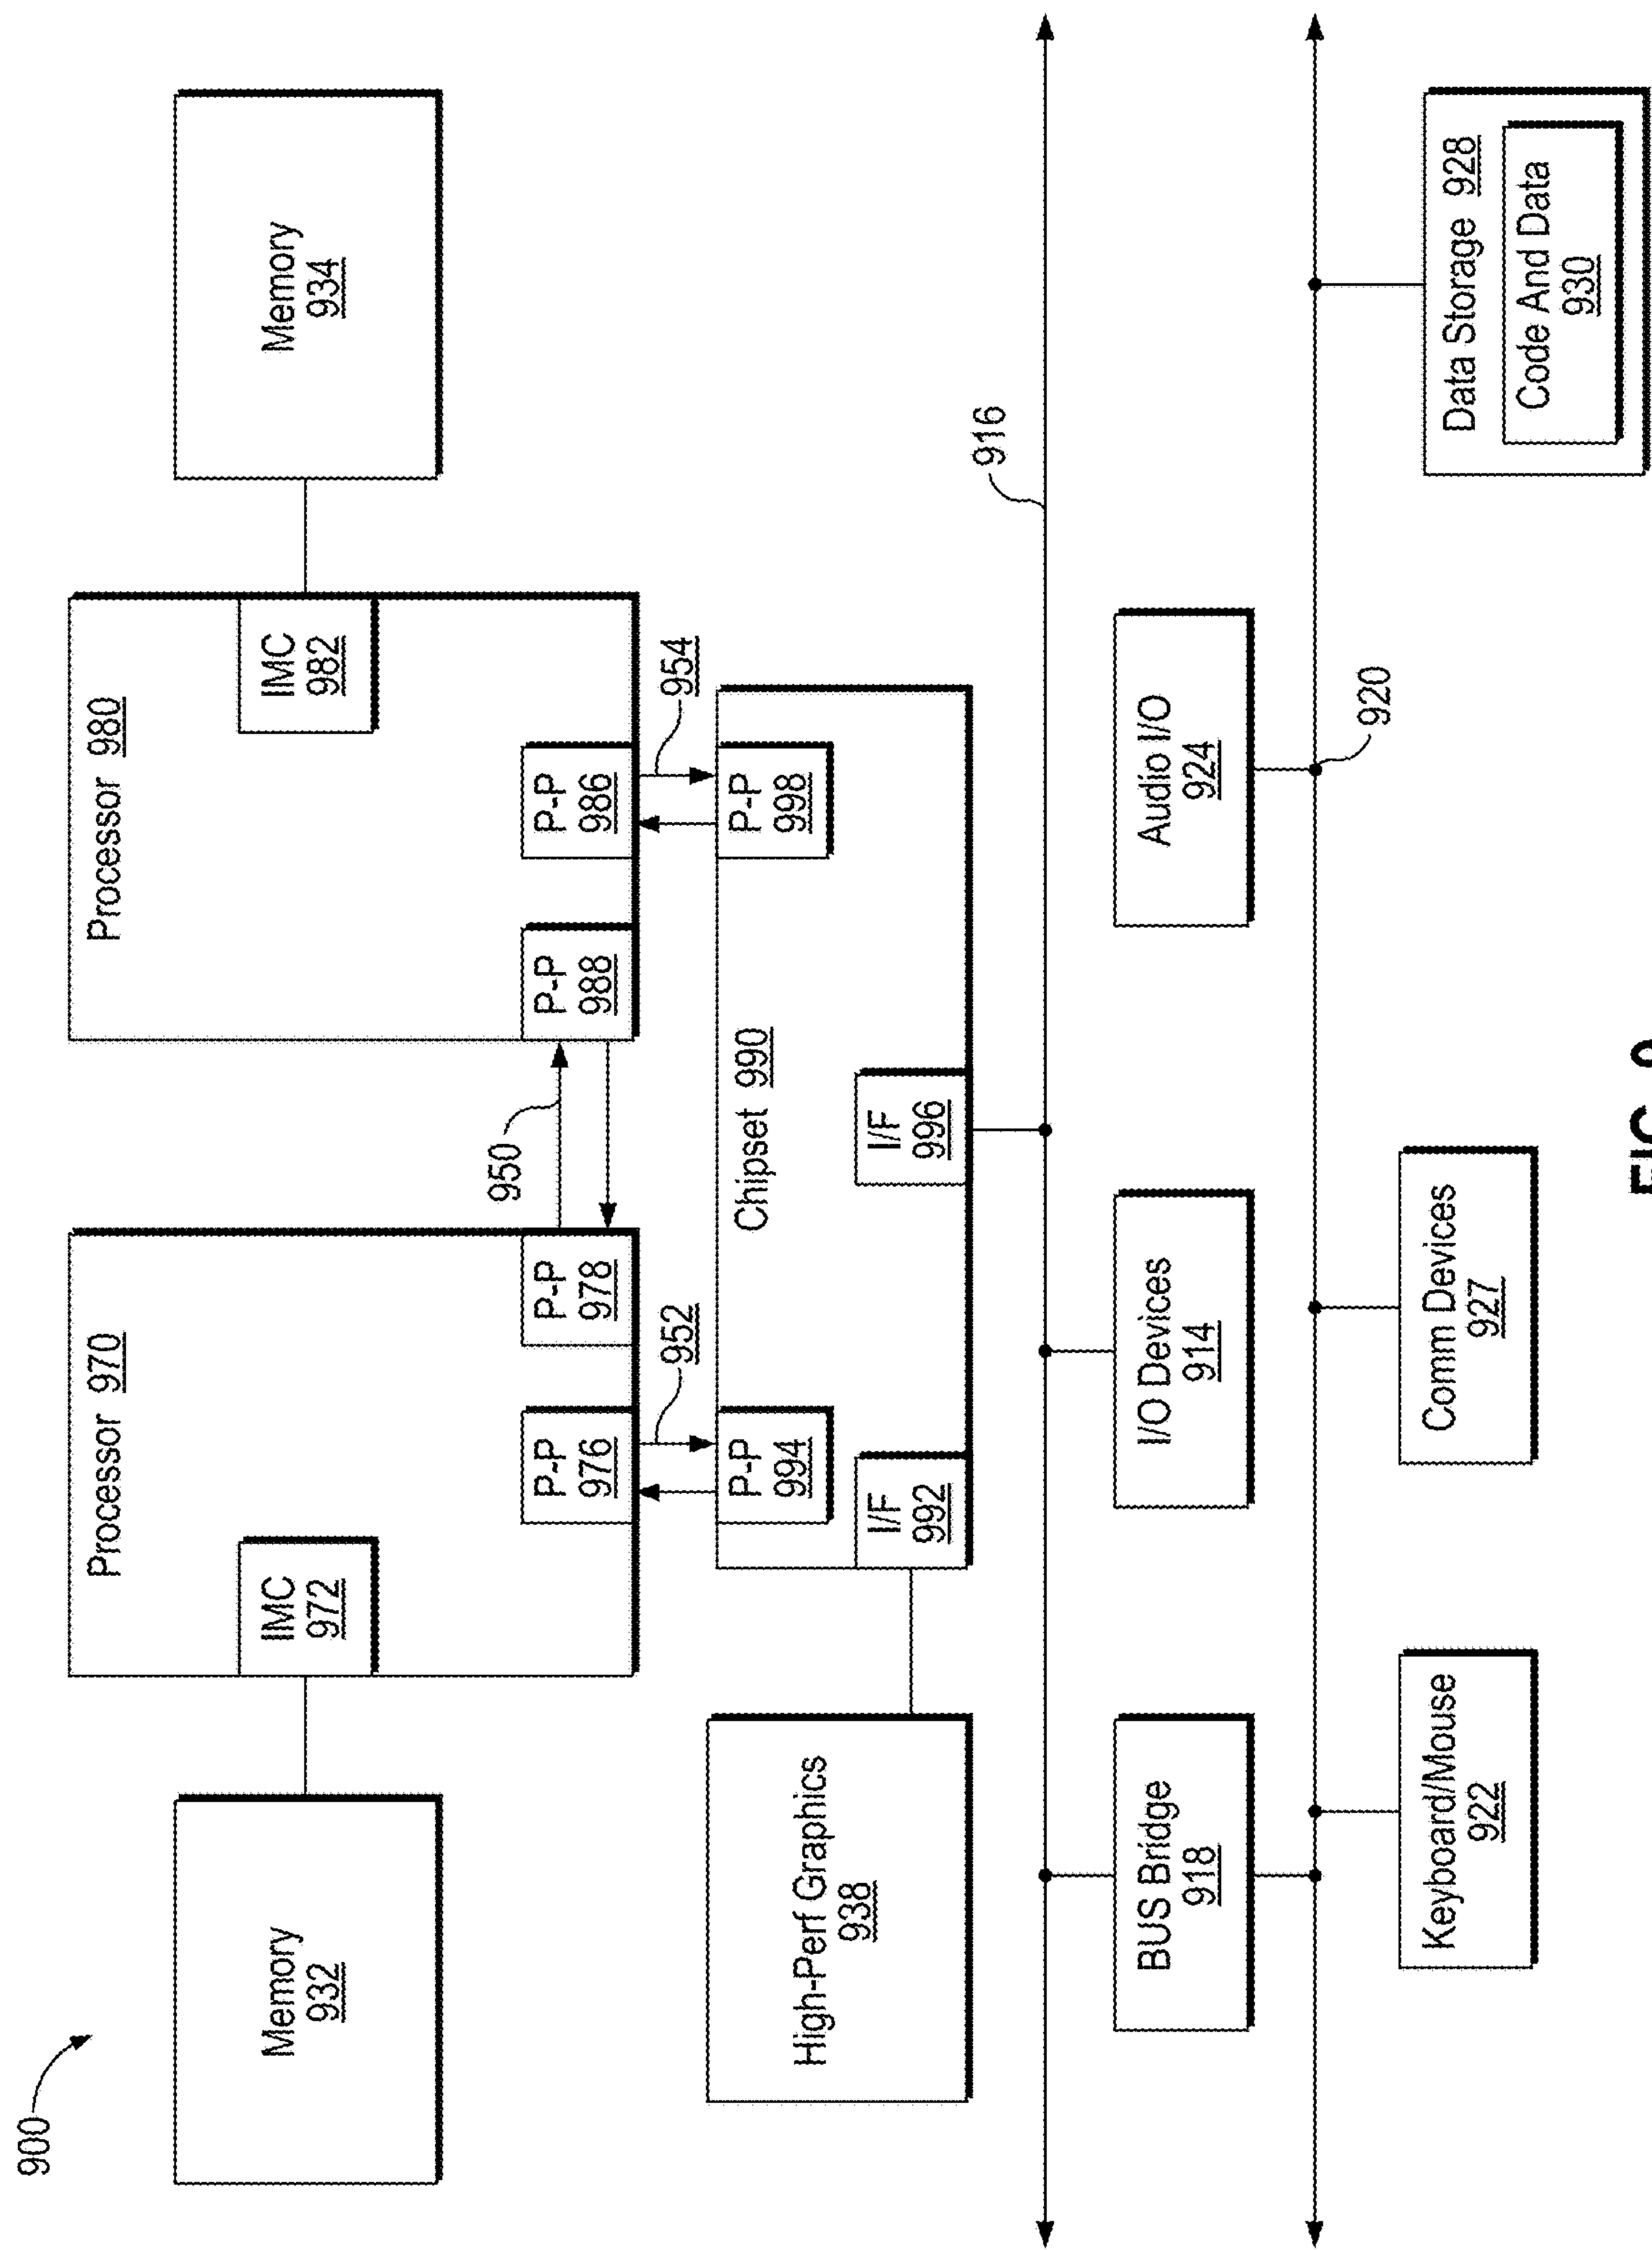 900
Processor 970
Processor 980
Memory
932
IMC
972
IMC
982
Memory
934
950
P-P
976
P-P
978
P-P
988
P-P
986
952
954
P-P
994
Chipset 990
P-P
998
High-Perf Graphics
938
I/F
992
I/F
996
916
BUS Bridge
918
I/O Devices
914
Audio I/O
924
920
Keyboard/Mouse
922
Comm Devices
927
Data Storage 928
Code And Data
930